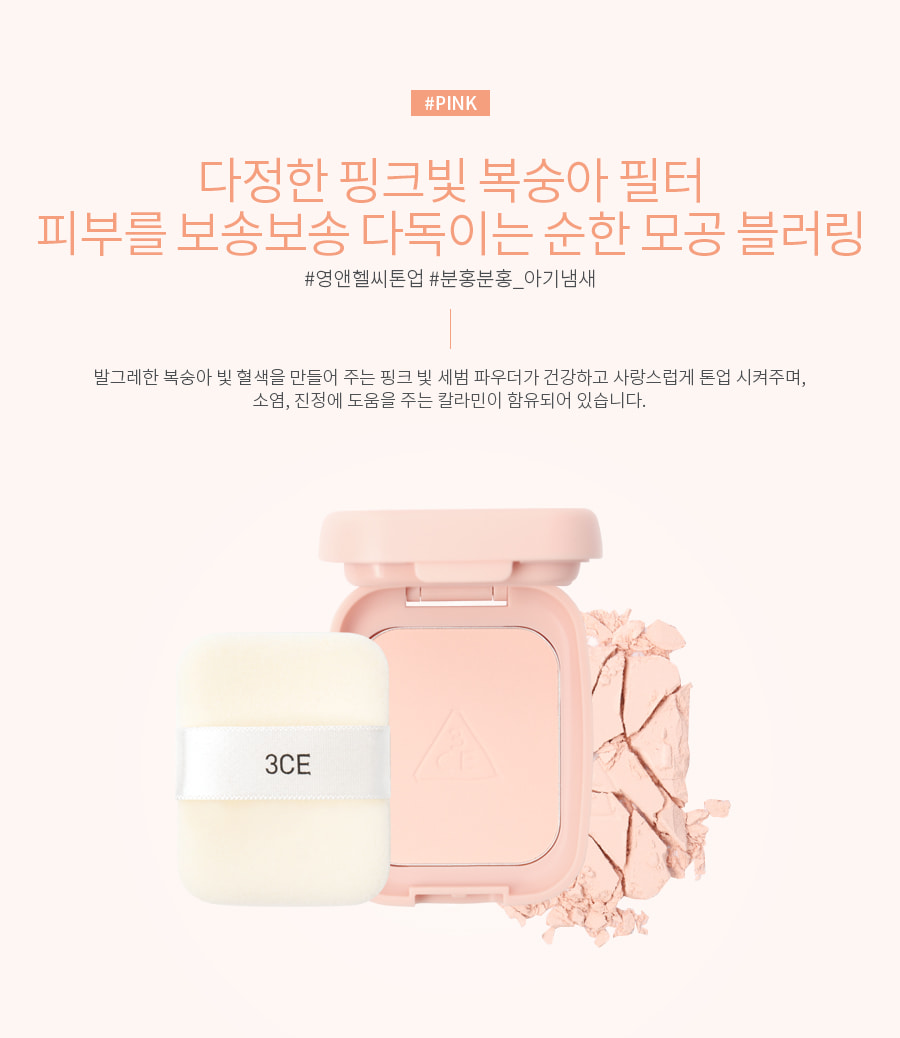 #PINK
다정한 핑크빛 복숭아 필터
피부를 보송보송 다독이는 순한 모공 블러링
#영앤헬씨톤업 #분홍분홍_아기냄새
발그레한 복숭아 빛 혈색을 만들어 주는 핑크 빛 세범 파우더가 건강하고 사랑스럽게 톤업 시켜주며,
소염, 진정에 도움을 주는 칼라민이 함유되어 있습니다.
3CE
3CE